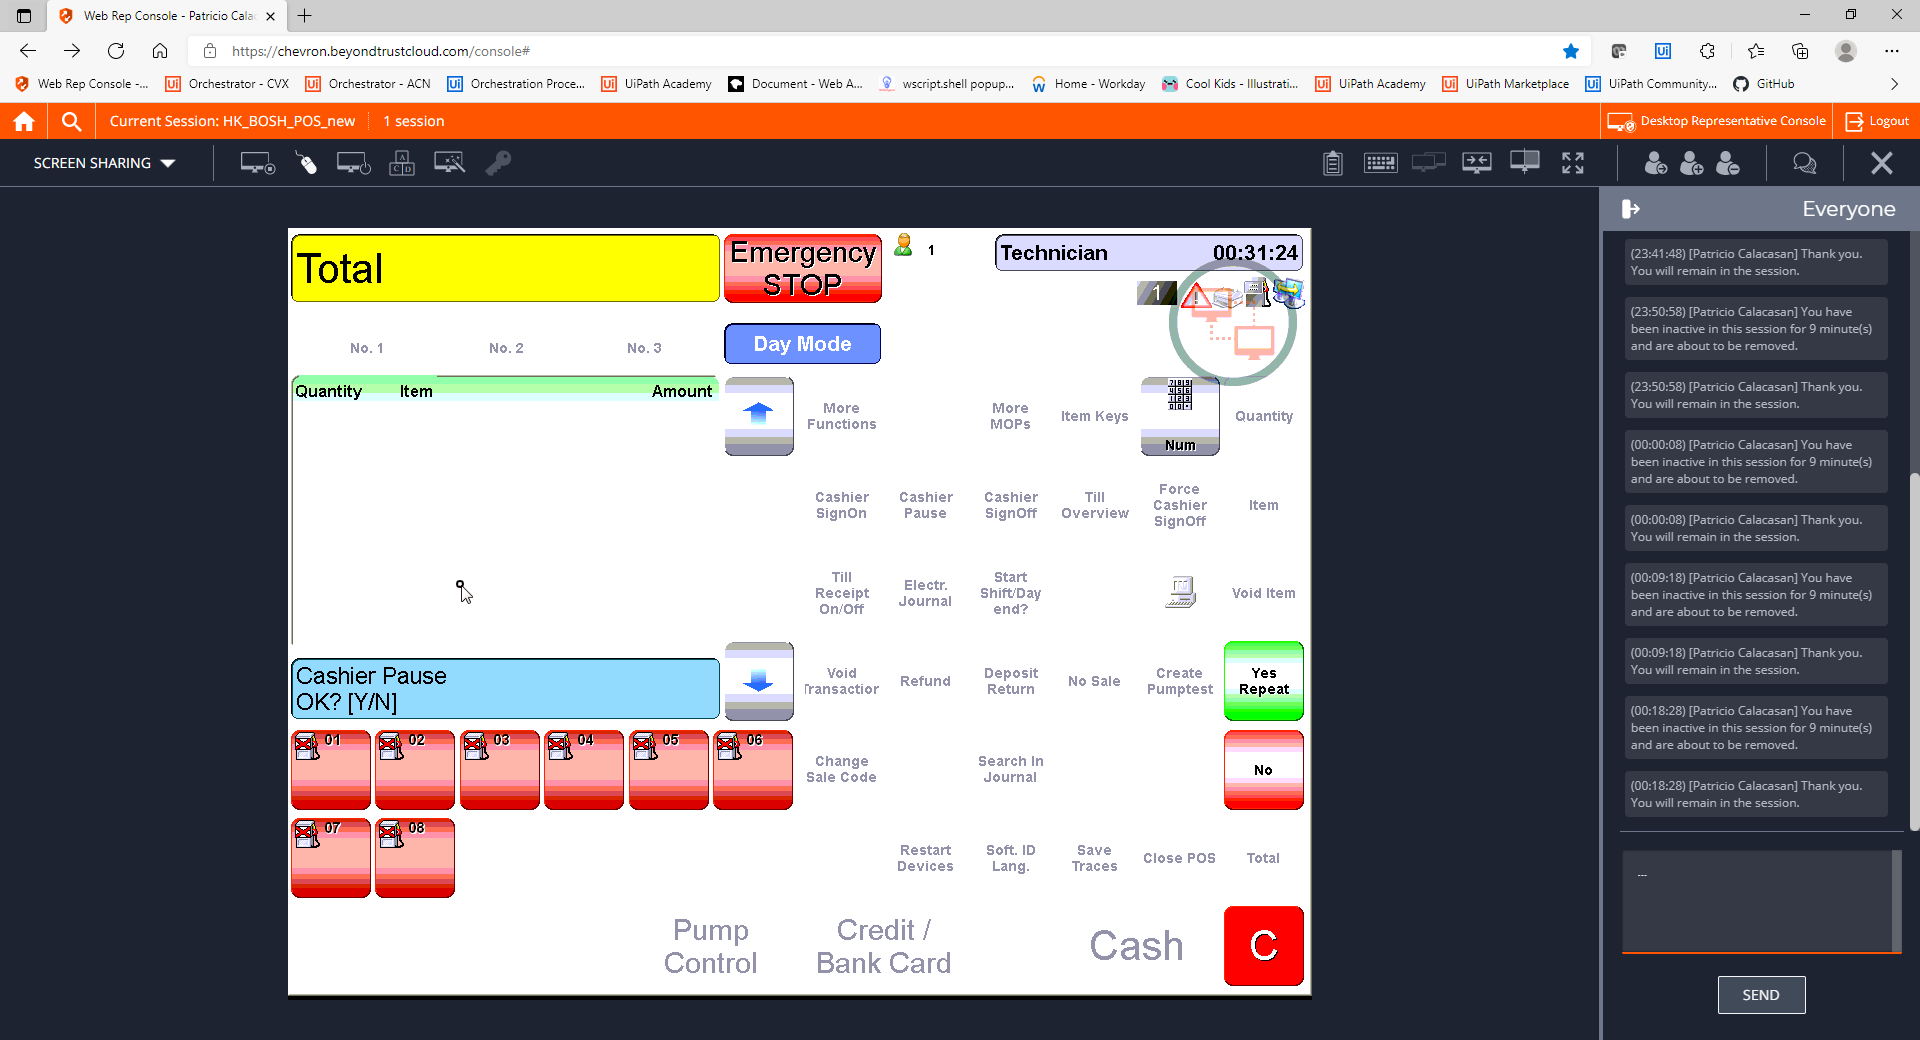 Web Rep Console - Patricio Cala
https://chevron.beyondtrustcloud.com/console#
Web Rep Console -...
Orchestrator - CVX
Orchestrator - ACN
Orchestration Proce...
UiPath Academy
Document - Web A...
wscript.shell popup...
Home - Workday
Cool Kids - Illustrati...
UiPath Academy
UiPath Marketplace
UiPath Community...
GitHub
Current Session: HK_BOSH_POS_new
1 session
Desktop Representative Console
Logout
SCREEN SHARING
Everyone
Total
Emergency
STOP
1
Technician 00:31:24
1
No. 1
No. 2
No. 3
Day Mode
Quantity Item Amount
More
Functions
More
MOPs
Item Keys
Num
Quantity
Cashier
SignOn
Cashier
Pause
Cashier
SignOff
Till
Overview
Force
Cashier
SignOff
Item
Till
Receipt
On/Off
Electr.
Journal
Start
Shift/Day
end?
Void Item
Cashier Pause
OK? [Y/N]
Void
Transaction
Refund
Deposit
Return
No Sale
Create
Pumptest
Yes
Repeat
01
02
03
04
05
06
Change
Sale Code
Search In
Journal
No
07
08
Restart
Devices
Soft. ID
Lang.
Save
Traces
Close POS
Total
Pump
Control
Credit /
Bank Card
Cash
C
(23:41:48) [Patricio Calacasan] Thank you.
You will remain in the session.
(23:50:58) [Patricio Calacasan] You have
been inactive in this session for 9 minute(s)
and are about to be removed.
(23:50:58) [Patricio Calacasan] Thank you.
You will remain in the session.
(00:00:08) [Patricio Calacasan] You have
been inactive in this session for 9 minute(s)
and are about to be removed.
(00:00:08) [Patricio Calacasan] Thank you.
You will remain in the session.
(00:09:18) [Patricio Calacasan] You have
been inactive in this session for 9 minute(s)
and are about to be removed.
(00:09:18) [Patricio Calacasan] Thank you.
You will remain in the session.
(00:18:28) [Patricio Calacasan] You have
been inactive in this session for 9 minute(s)
and are about to be removed.
(00:18:28) [Patricio Calacasan] Thank you.
You will remain in the session.
...
SEND